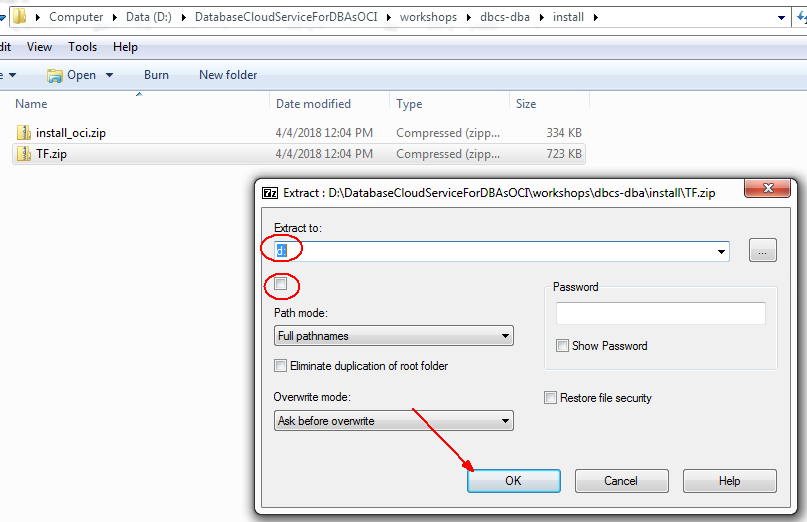 Computer Data (D:) DatabaseCloudServiceForDBAsOCI workshops dbcs-dba install
dit View Tools Help
e Open Burn New folder
Name Date modified Type Size
install_oci.zip 4/4/2018 12:04 PM Compressed (zipp... 334 KB
TF.zip 4/4/2018 12:04 PM Compressed (zipp... 723 KB
7z Extract : D:\DatabaseCloudServiceForDBAsOCI\workshops\dbcs-dba\install\TF.zip
Extract to:
d: ...
Password
Path mode:
Full pathnames
Show Password
Eliminate duplication of root folder
Overwrite mode:
Restore file security
Ask before overwrite
OK Cancel Help